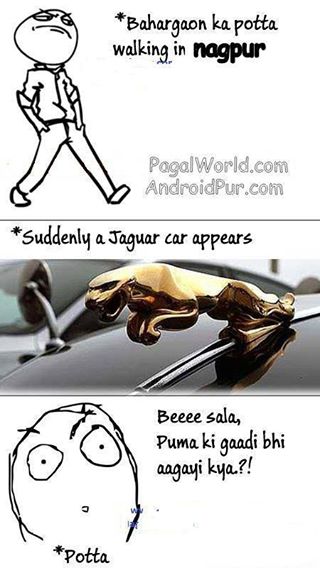 *Bahargaon ka potta
walking in nagpur
PagalWorld.com
AndroidPur.com
*Suddenly a Jaguar car appears
Beeee sala,
Puma ki gaadi bhi
aagayi kya.?!
*Potta